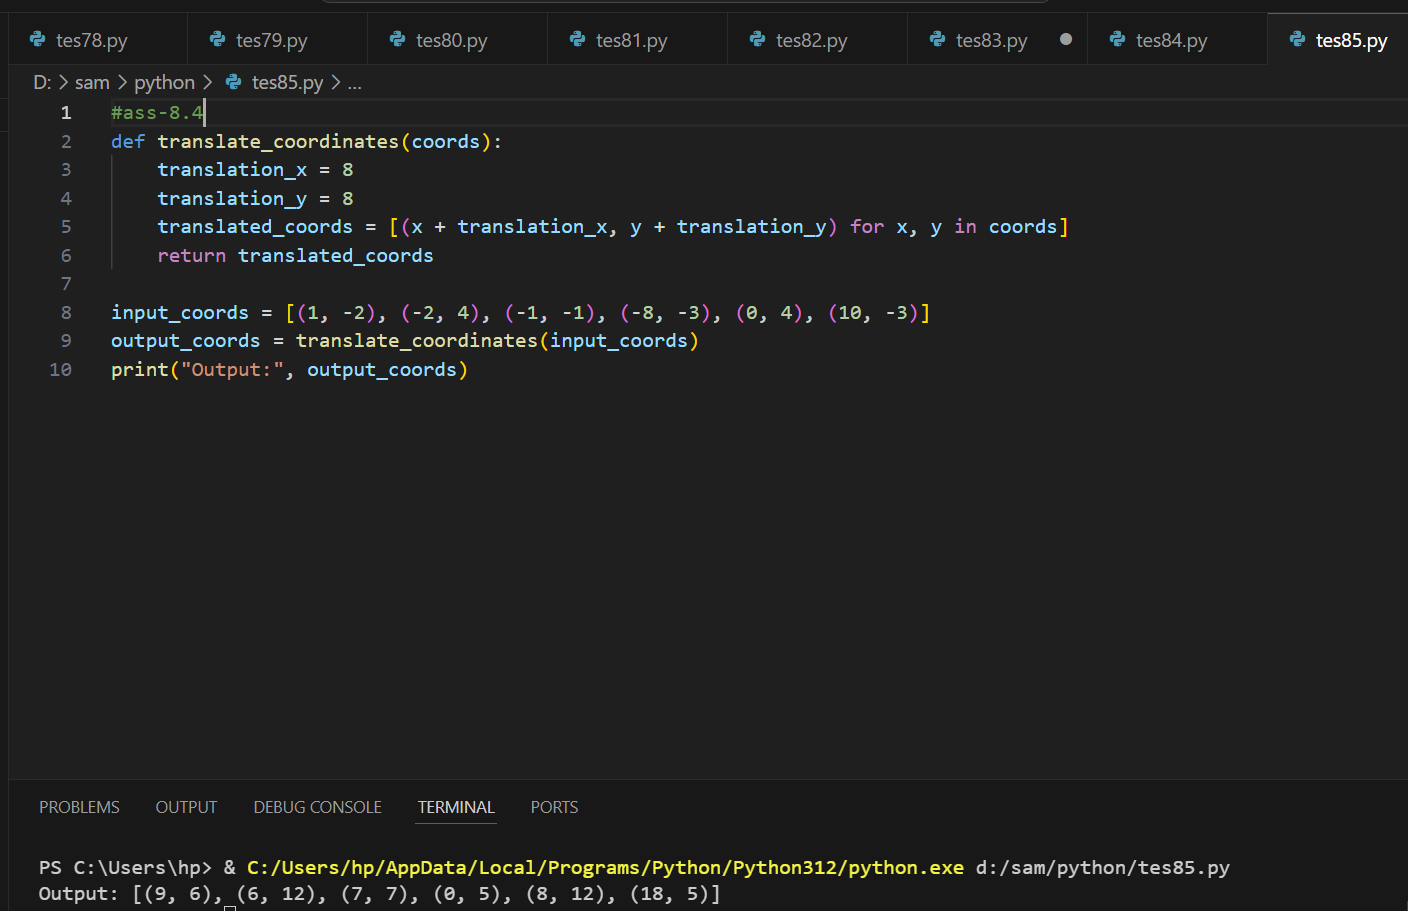 tes78.py tes79.py tes80.py tes81.py tes82.py tes83.py tes84.py tes85.py
D: > sam > python > tes85.py > ...
1 #ass-8.4
2 def translate_coordinates(coords):
3 translation_x = 8
4 translation_y = 8
5 translated_coords = [(x + translation_x, y + translation_y) for x, y in coords]
6 return translated_coords
7
8 input_coords = [(1, -2), (-2, 4), (-1, -1), (-8, -3), (0, 4), (10, -3)]
9 output_coords = translate_coordinates(input_coords)
10 print("Output:", output_coords)
PROBLEMS OUTPUT DEBUG CONSOLE TERMINAL PORTS
PS C:\Users\hp> & C:/Users/hp/AppData/Local/Programs/Python/Python312/python.exe d:/sam/python/tes85.py
Output: [(9, 6), (6, 12), (7, 7), (0, 5), (8, 12), (18, 5)]